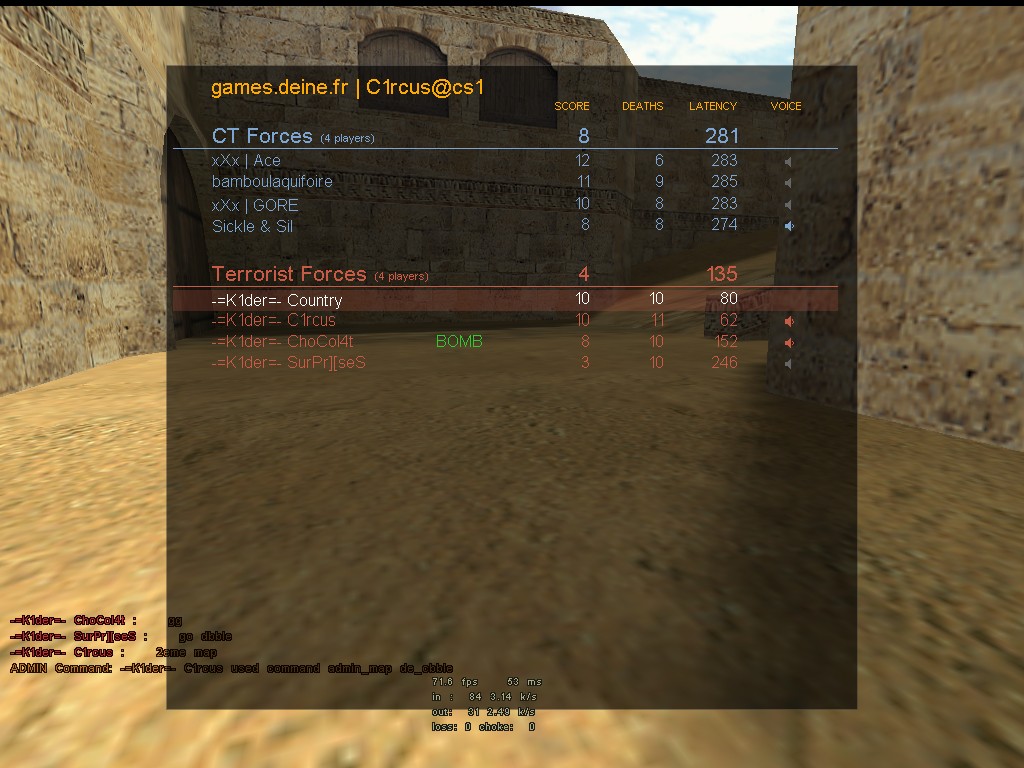 games.deine.fr | C1rcus@cs1
SCORE DEATHS LATENCY VOICE
CT Forces (4 players) 8 281
xXx | Ace 12 6 283
bamboulaquifoire 11 9 285
xXx | GORE 10 8 283
Sickle & Sil 8 8 274
Terrorist Forces (4 players) 4 135
-=K1der=- Country 10 10 80
-=K1der=- C1rcus 10 11 62
-=K1der=- ChoCol4t BOMB 8 10 152
-=K1der=- SurPr][seS 3 10 246
-=K1der=- ChoCol4t : gg
-=K1der=- SurPr][seS : go dbble
-=K1der=- C1rcus : 2eme map
ADMIN Command: -=K1der=- C1rcus used command admin_map de_cbble
71.6 fps 53 ms
in : 84 3.14 k/s
out: 31 2.49 k/s
loss: 0 choke: 0